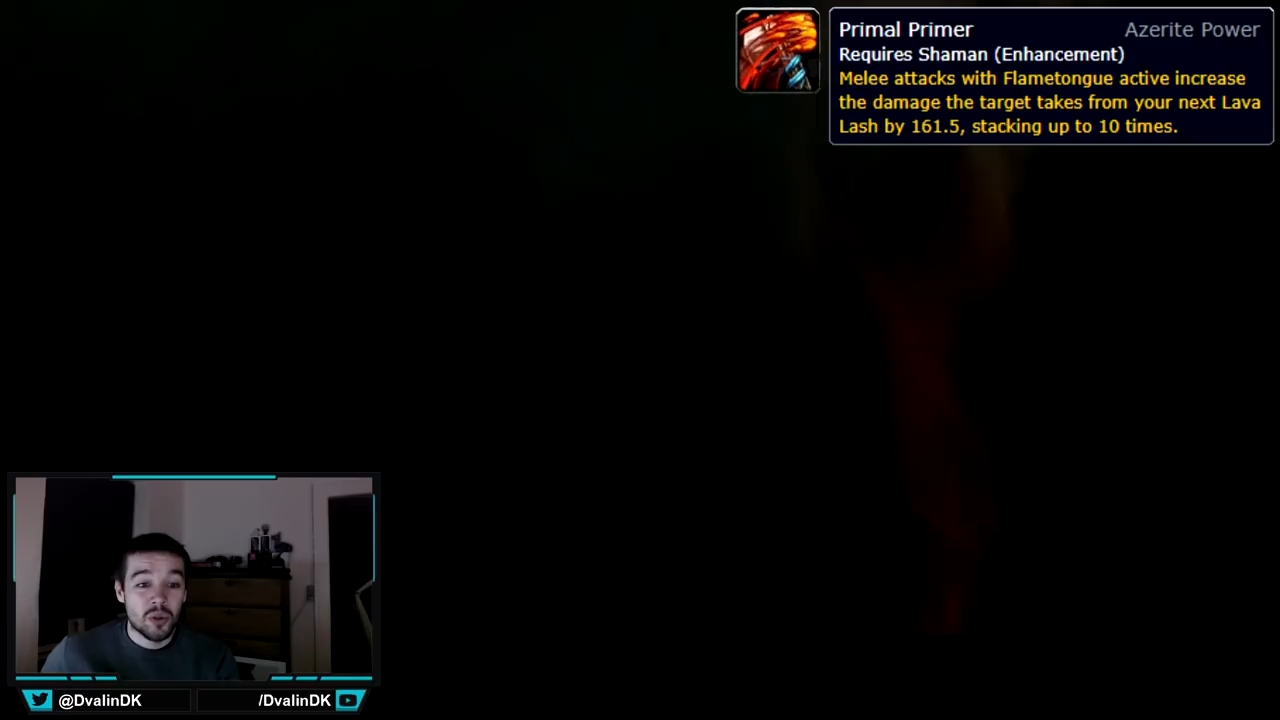 Primal Primer Azerite Power
Requires Shaman (Enhancement)
Melee attacks with Flametongue active increase
the damage the target takes from your next Lava
Lash by 161.5, stacking up to 10 times.
@DvalinDK /DvalinDK